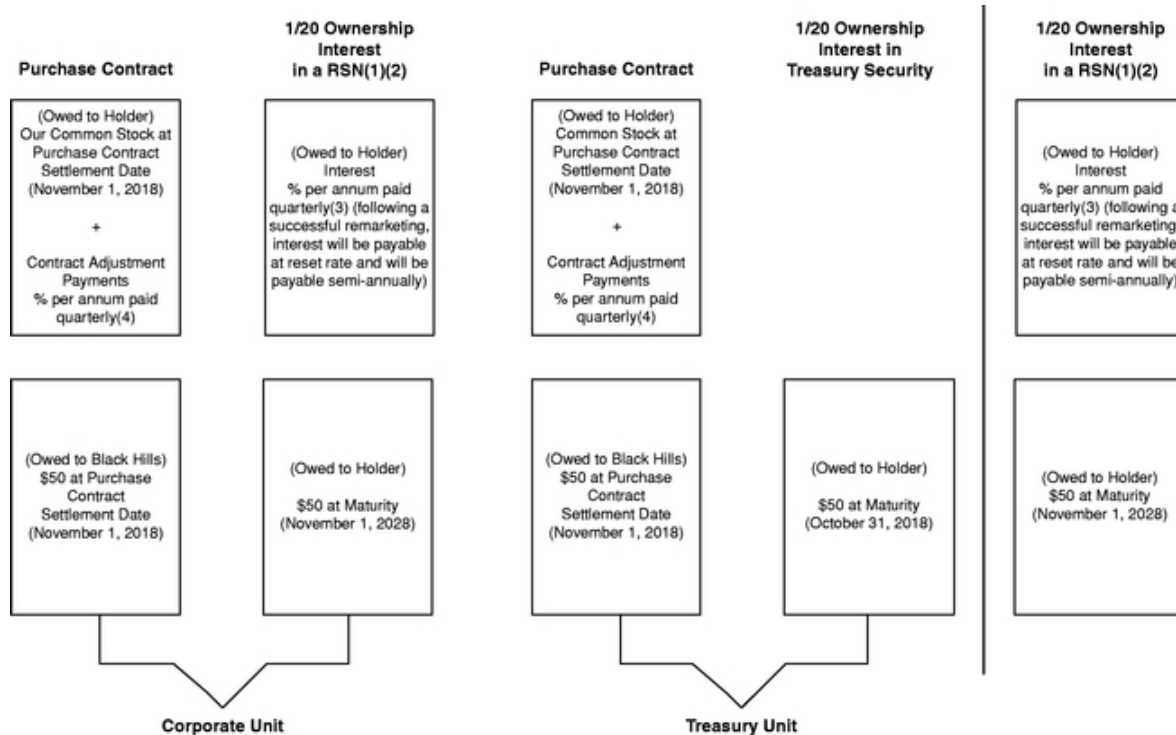 Purchase Contract
(Owed to Holder)
Our Common Stock at
Purchase Contract
Settlement Date
(November 1, 2018)
+
Contract Adjustment
Payments
% per annum paid
quarterly(4)
(Owed to Black Hills)
$50 at Purchase
Contract
Settlement Date
(November 1, 2018)
1/20 Ownership
Interest
in a RSN(1)(2)
(Owed to Holder)
Interest
% per annum paid
quarterly(3) (following a
successful remarketing,
interest will be payable
at reset rate and will be
payable semi-annually)
(Owed to Holder)
$50 at Maturity
(November 1, 2028)
Corporate Unit
Purchase Contract
(Owed to Holder)
Common Stock at
Purchase Contract
Settlement Date
(November 1, 2018)
+
Contract Adjustment
Payments
% per annum paid
quarterly(4)
(Owed to Black Hills)
$50 at Purchase
Contract
Settlement Date
(November 1, 2018)
1/20 Ownership
Interest in
Treasury Security
(Owed to Holder)
$50 at Maturity
(October 31, 2018)
Treasury Unit
1/20 Ownership
Interest
in a RSN(1)(2)
(Owed to Holder)
Interest
% per annum paid
quarterly(3) (following a
successful remarketing,
interest will be payable
at reset rate and will be
payable semi-annually)
(Owed to Holder)
$50 at Maturity
(November 1, 2028)